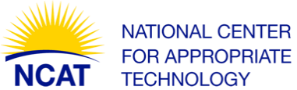 NCAT
NATIONAL CENTER
FOR APPROPRIATE
TECHNOLOGY